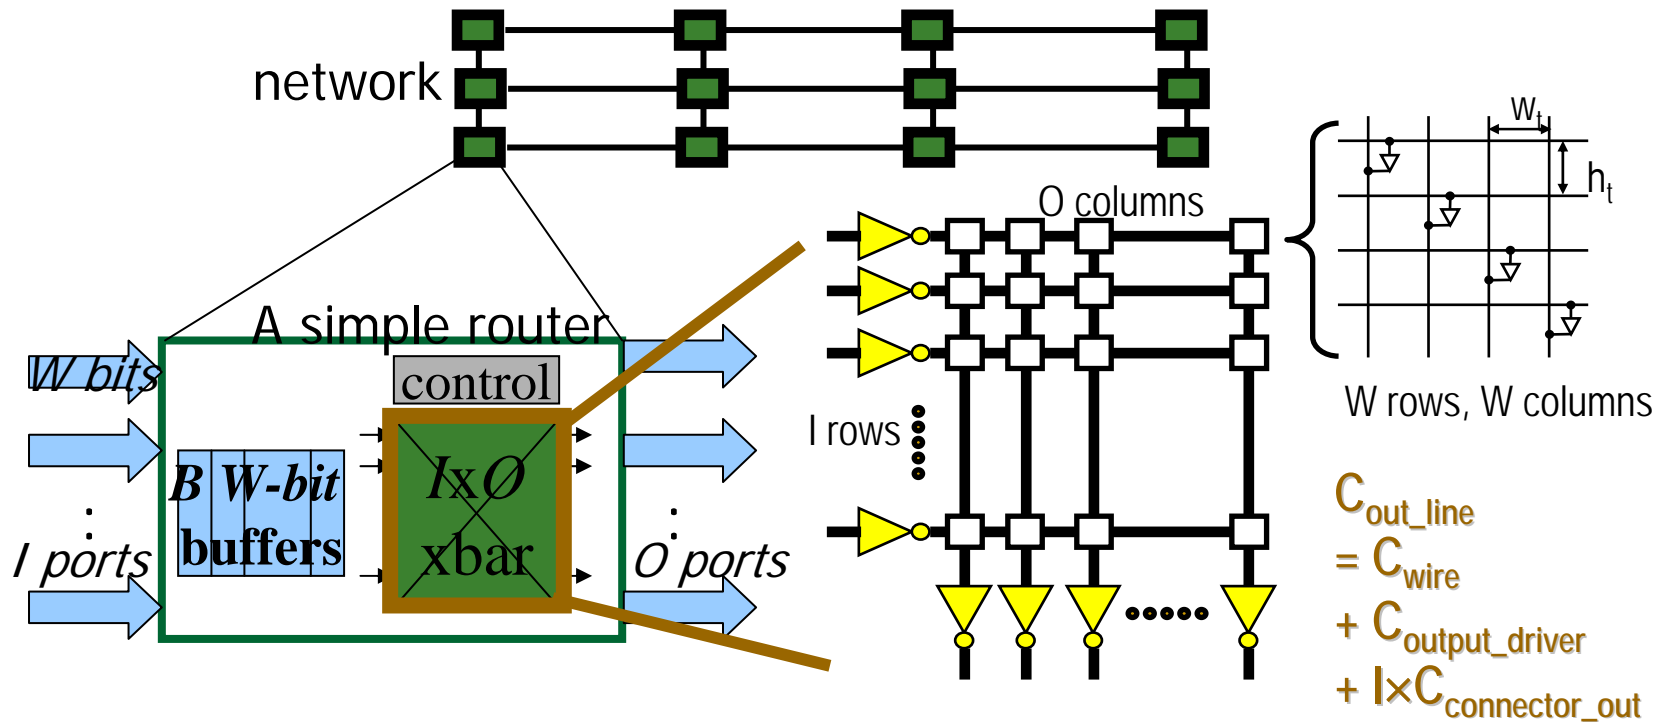 network
W_t
h_t
O columns
A simple router
W bits
control
I rows
W rows, W columns
B W-bit
buffers
IxO
xbar
I ports
O ports
C_out_line
= C_wire
+ C_output_driver
+ I×C_connector_out